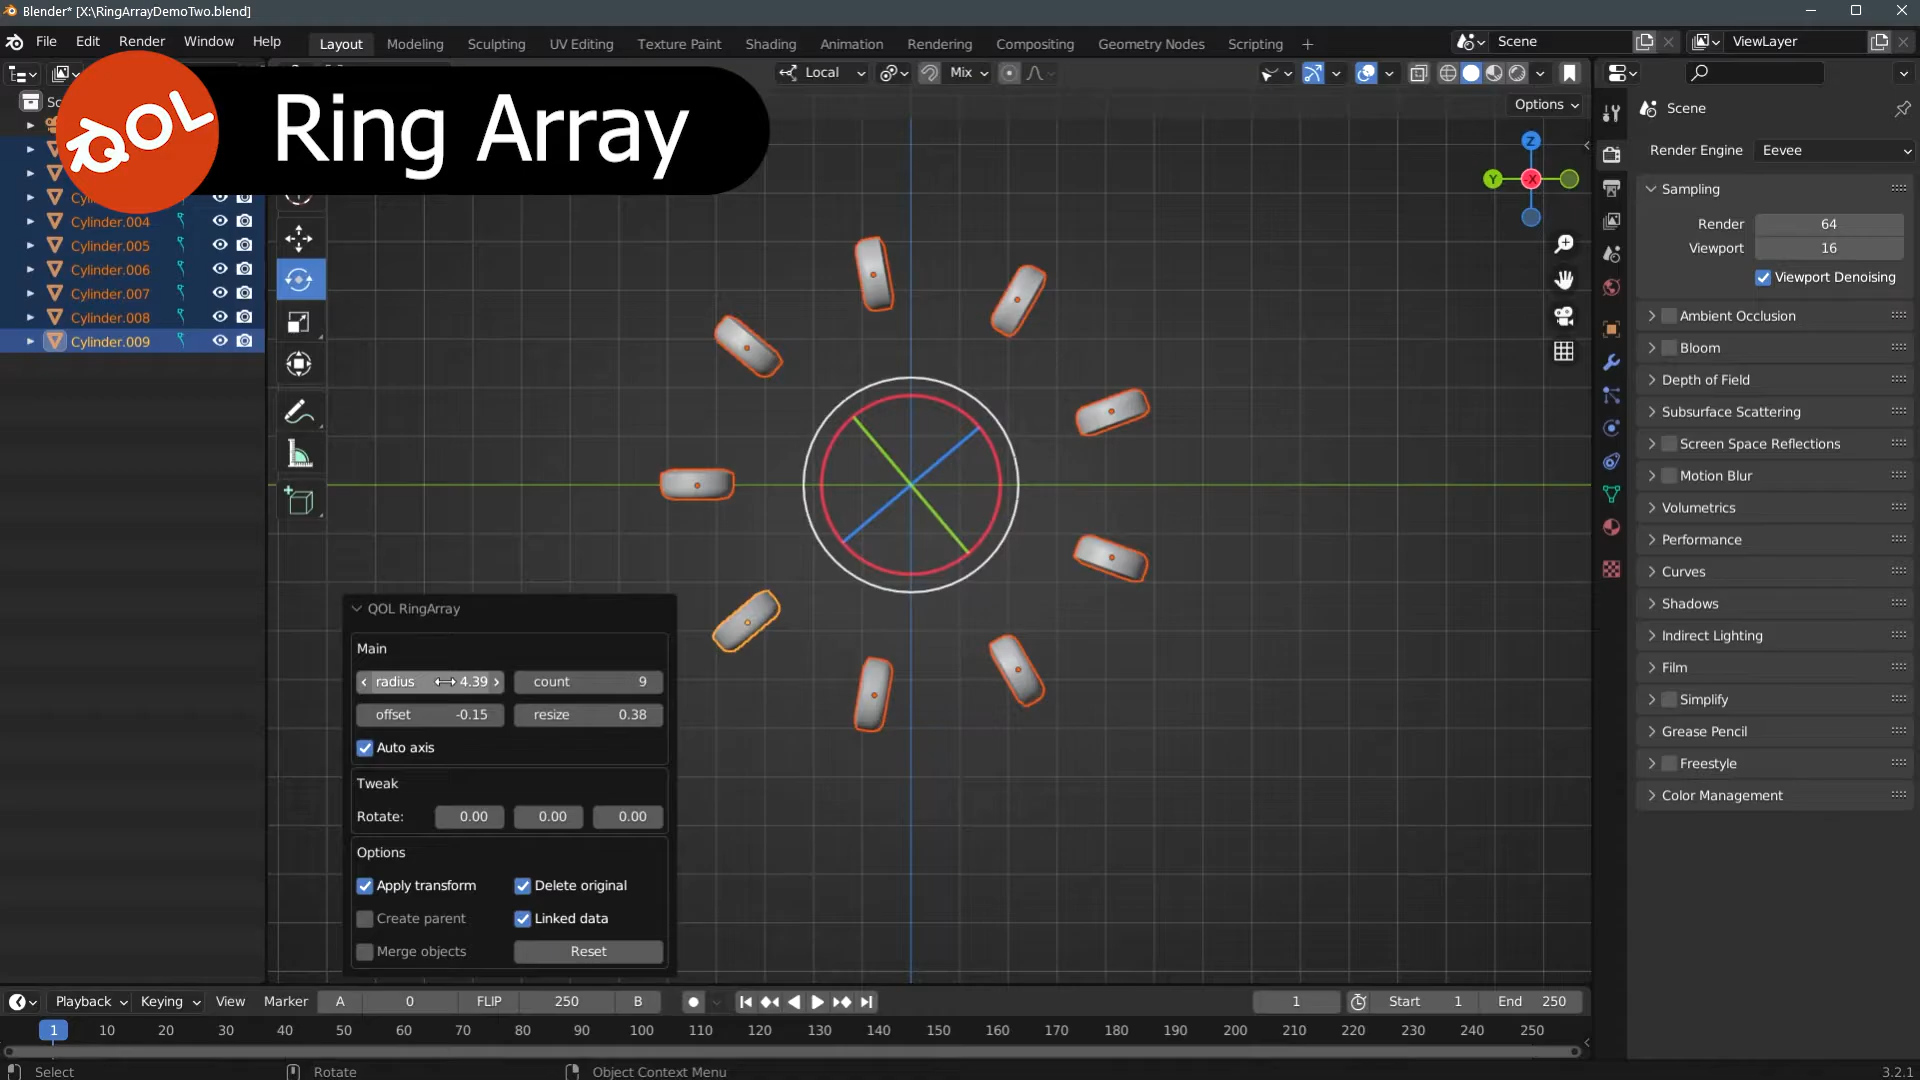 Blender* [X:\RingArrayDemoTwo.blend]
File Edit Render Window Help
Layout Modeling Sculpting UV Editing Texture Paint Shading Animation Rendering Compositing Geometry Nodes Scripting +
Scene
ViewLayer
QOL
Ring Array
Local
Mix
Options
Sc
Cylinder.004
Cylinder.005
Cylinder.006
Cylinder.007
Cylinder.008
Cylinder.009
Z
Y
-X
QOL RingArray
Main
radius 4.39
count 9
offset -0.15
resize 0.38
Auto axis
Tweak
Rotate: 0.00 0.00 0.00
Options
Apply transform
Delete original
Create parent
Linked data
Merge objects
Reset
Scene
Render Engine Eevee
Sampling
Render 64
Viewport 16
Viewport Denoising
Ambient Occlusion
Bloom
Depth of Field
Subsurface Scattering
Screen Space Reflections
Motion Blur
Volumetrics
Performance
Curves
Shadows
Indirect Lighting
Film
Simplify
Grease Pencil
Freestyle
Color Management
Playback Keying View Marker A 0 FLIP 250 B
1 Start 1 End 250
1 10 20 30 40 50 60 70 80 90 100 110 120 130 140 150 160 170 180 190 200 210 220 230 240 250
Select Rotate Object Context Menu 3.2.1